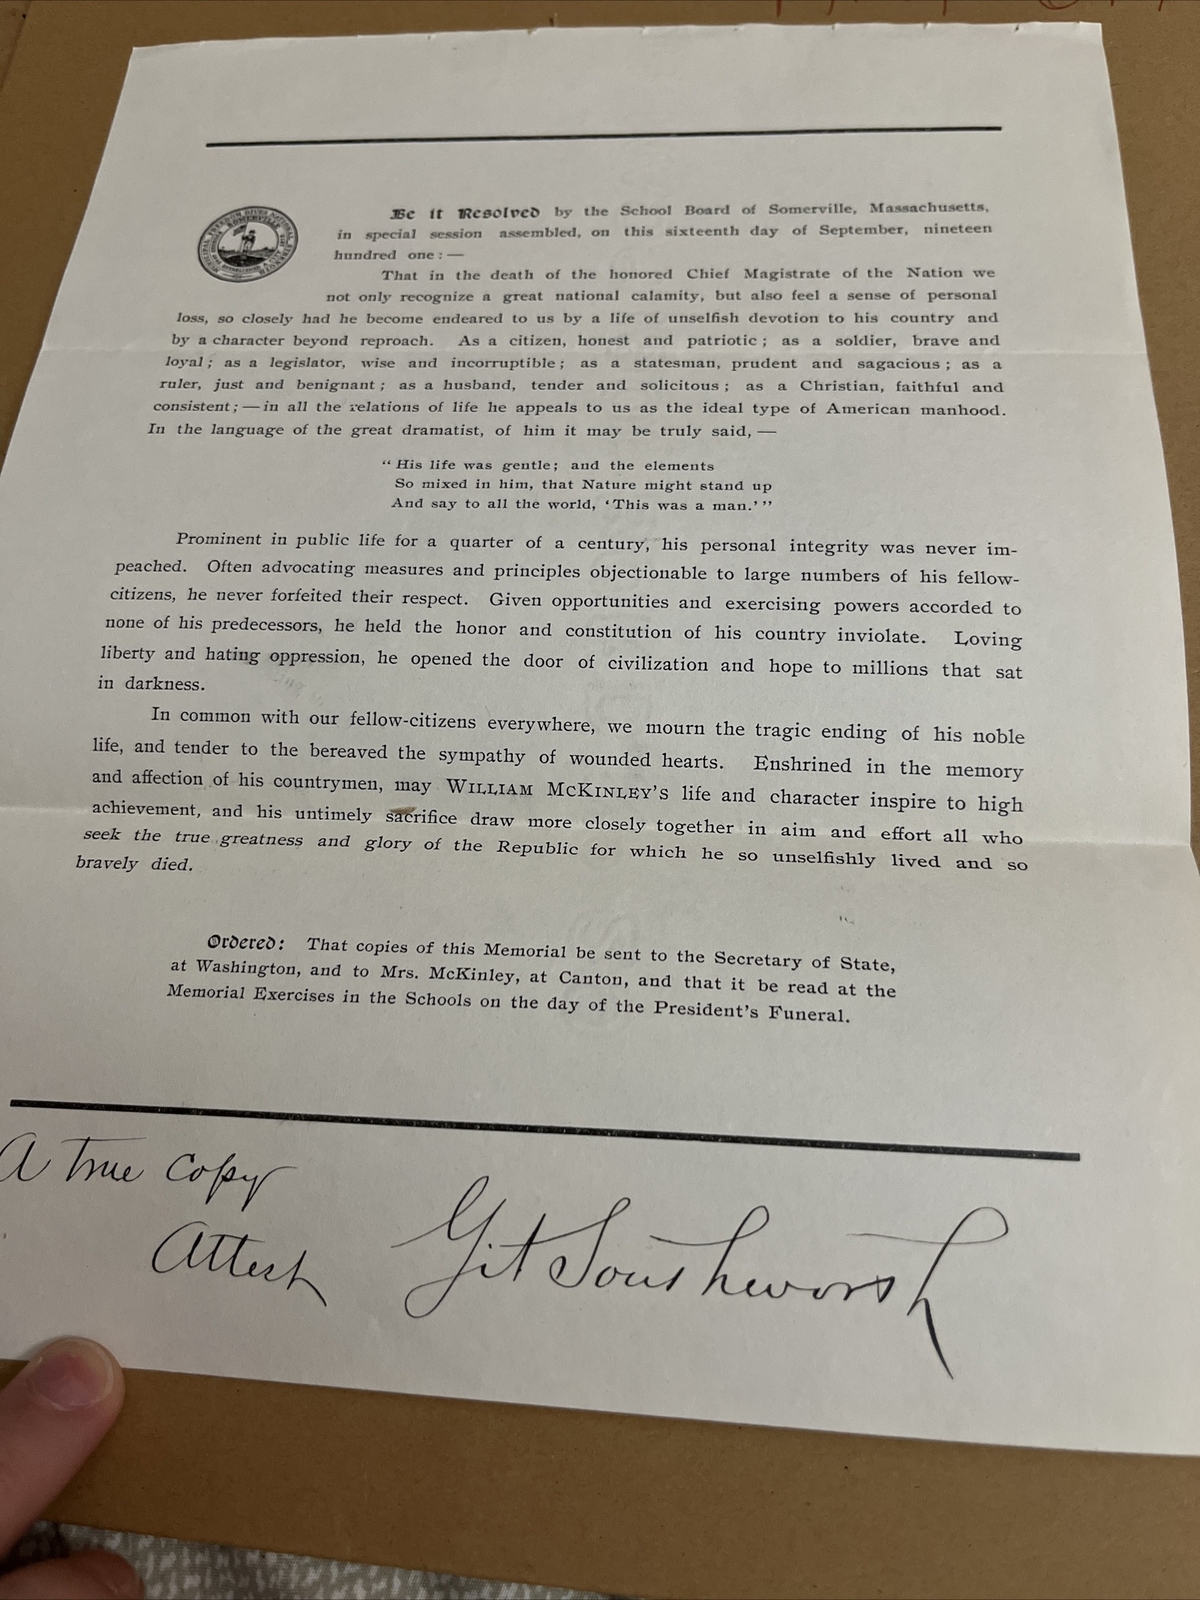 Be it Resolved by the School Board of Somerville, Massachusetts,
in special session assembled, on this sixteenth day of September, nineteen
hundred one : —
That in the death of the honored Chief Magistrate of the Nation we
not only recognize a great national calamity, but also feel a sense of personal
loss, so closely had he become endeared to us by a life of unselfish devotion to his country and
by a character beyond reproach. As a citizen, honest and patriotic ; as a soldier, brave and
loyal ; as a legislator, wise and incorruptible ; as a statesman, prudent and sagacious ; as a
ruler, just and benignant ; as a husband, tender and solicitous ; as a Christian, faithful and
consistent ; — in all the relations of life he appeals to us as the ideal type of American manhood.
In the language of the great dramatist, of him it may be truly said, —
“ His life was gentle ; and the elements
So mixed in him, that Nature might stand up
And say to all the world, ‘This was a man.’ ”
Prominent in public life for a quarter of a century, his personal integrity was never im-
peached. Often advocating measures and principles objectionable to large numbers of his fellow-
citizens, he never forfeited their respect. Given opportunities and exercising powers accorded to
none of his predecessors, he held the honor and constitution of his country inviolate. Loving
liberty and hating oppression, he opened the door of civilization and hope to millions that sat
in darkness.
In common with our fellow-citizens everywhere, we mourn the tragic ending of his noble
life, and tender to the bereaved the sympathy of wounded hearts. Enshrined in the memory
and affection of his countrymen, may WILLIAM MCKINLEY'S life and character inspire to high
achievement, and his untimely sacrifice draw more closely together in aim and effort all who
seek the true greatness and glory of the Republic for which he so unselfishly lived and so
bravely died.
Ordered: That copies of this Memorial be sent to the Secretary of State,
at Washington, and to Mrs. McKinley, at Canton, and that it be read at the
Memorial Exercises in the Schools on the day of the President's Funeral.
A True Copy
Attest Southworth